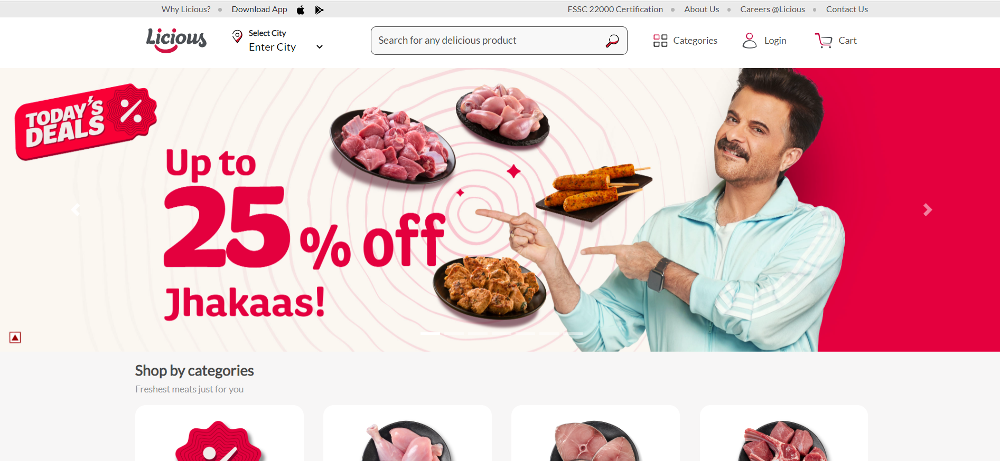 Why Licious?
Download App
FSSC 22000 Certification
About Us
Careers @Licious
Contact Us
Licious
Select City
Enter City
Search for any delicious product
Categories
Login
Cart
TODAY'S
DEALS
%
Up to
25% off
Jhakaas!
Shop by categories
Freshest meats just for you
%